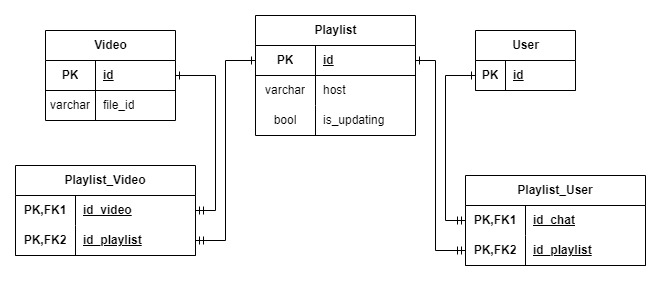 Video
PK id
varchar file_id
Playlist
PK id
varchar host
bool is_updating
User
PK id
Playlist_Video
PK,FK1 id_video
PK,FK2 id_playlist
Playlist_User
PK,FK1 id_chat
PK,FK2 id_playlist